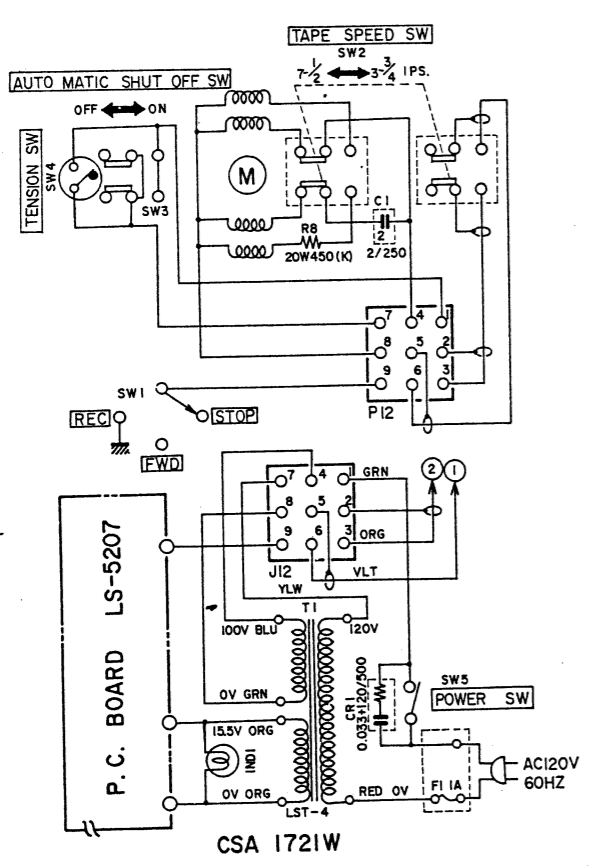 TAPE SPEED SW
SW2
7-1/2 3-3/4 IPS.
AUTO MATIC SHUT OFF SW
OFF ON
TENSION SW
SW4
SW3
M
C1
2
2/250
R8
20W450(K)
7 4 1
8 5 2
9 6 3
P12
SW1
REC
STOP
FWD
P.C. BOARD LS-5207
7 4 1
GRN
8 5 2
9 6 3
ORG
2 1
J12
VLT
YLW
T1
100V BLU
120V
0V GRN
15.5V ORG
IND1
0V ORG
LST-4
CR1
0.033+120/500
SW5
POWER SW
RED 0V
F1 1A
AC120V
60HZ
CSA 1721W